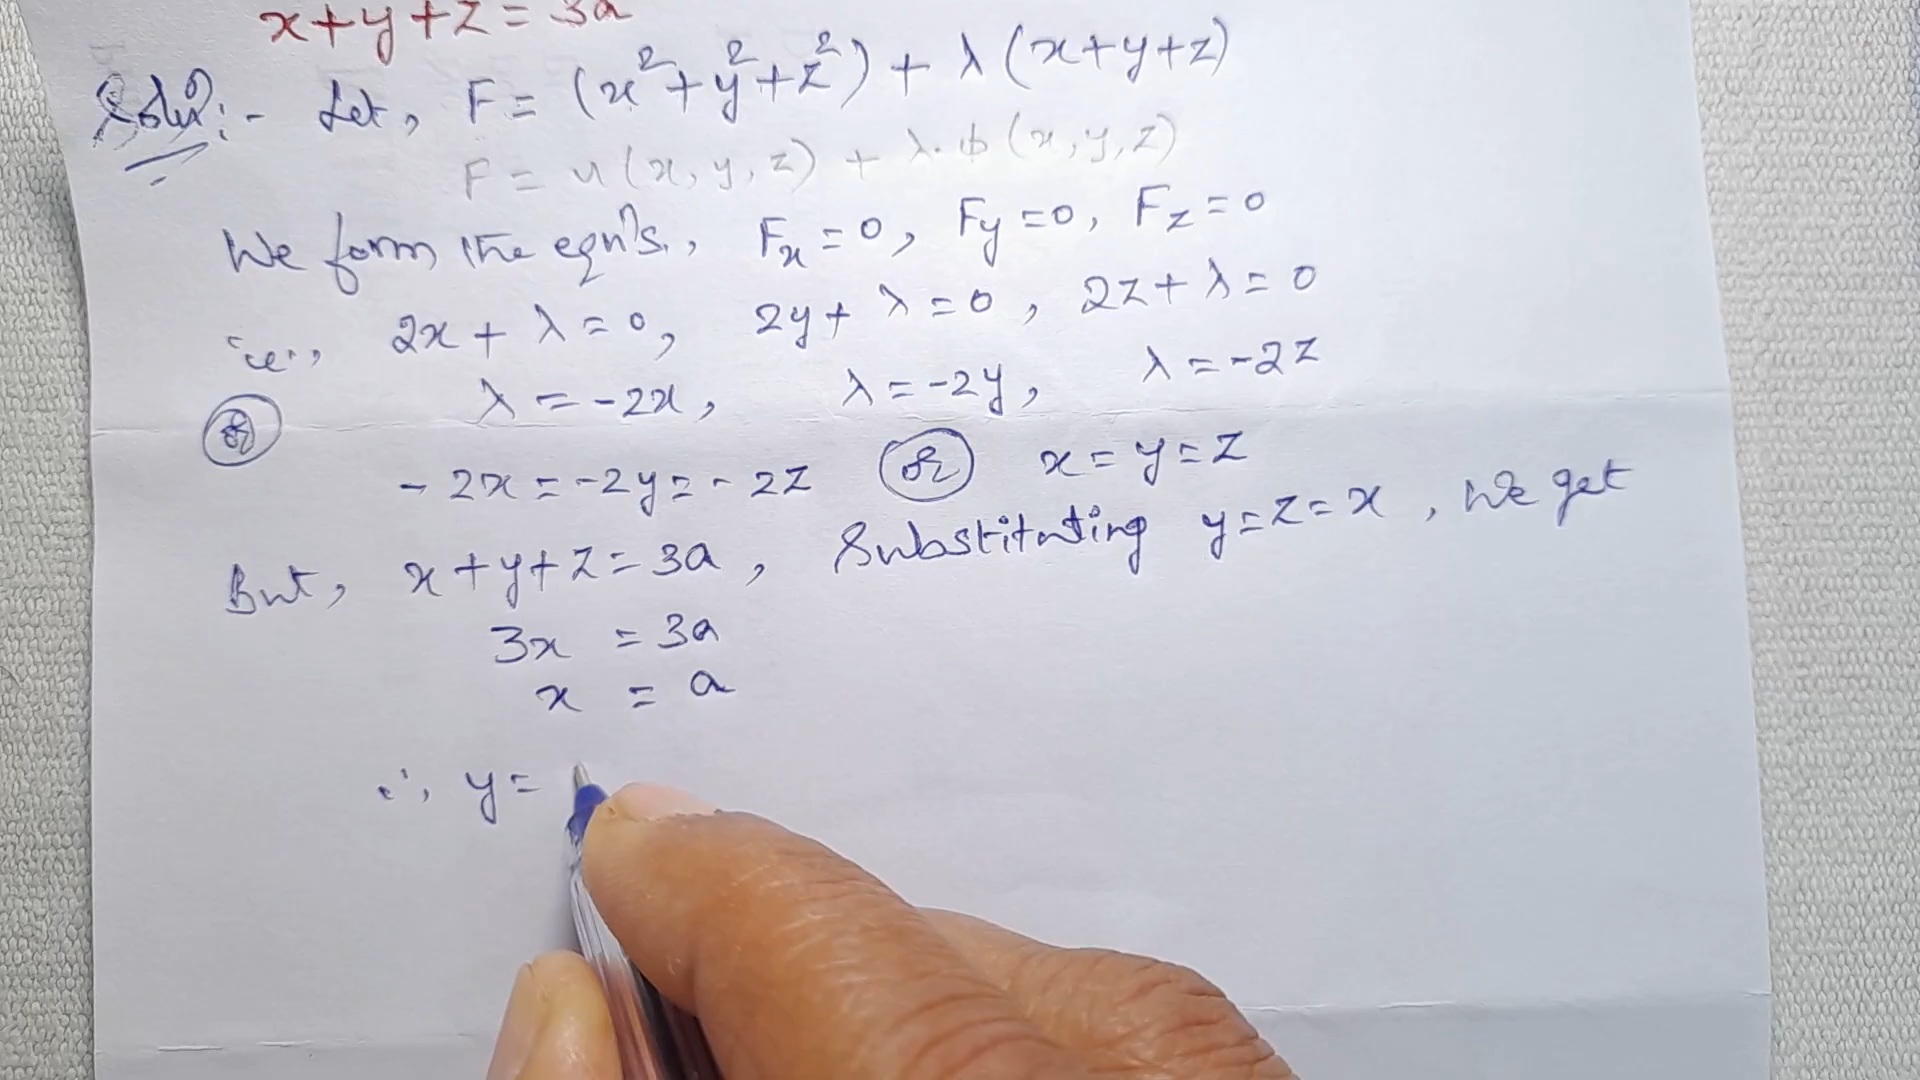 x+y+z = 3a
Soln:- Let, F = (x²+y²+z²) + λ(x+y+z)
F = u(x,y,z) + λ.ϕ(x,y,z)
We form the eqn's., Fx=0, Fy=0, Fz=0
i.e., 2x + λ = 0, 2y + λ = 0, 2z + λ = 0
λ = -2x, λ = -2y, λ = -2z
or
-2x = -2y = -2z or x = y = z
But, x+y+z = 3a, Substituting y=z=x, We get
3x = 3a
x = a
∴, y =